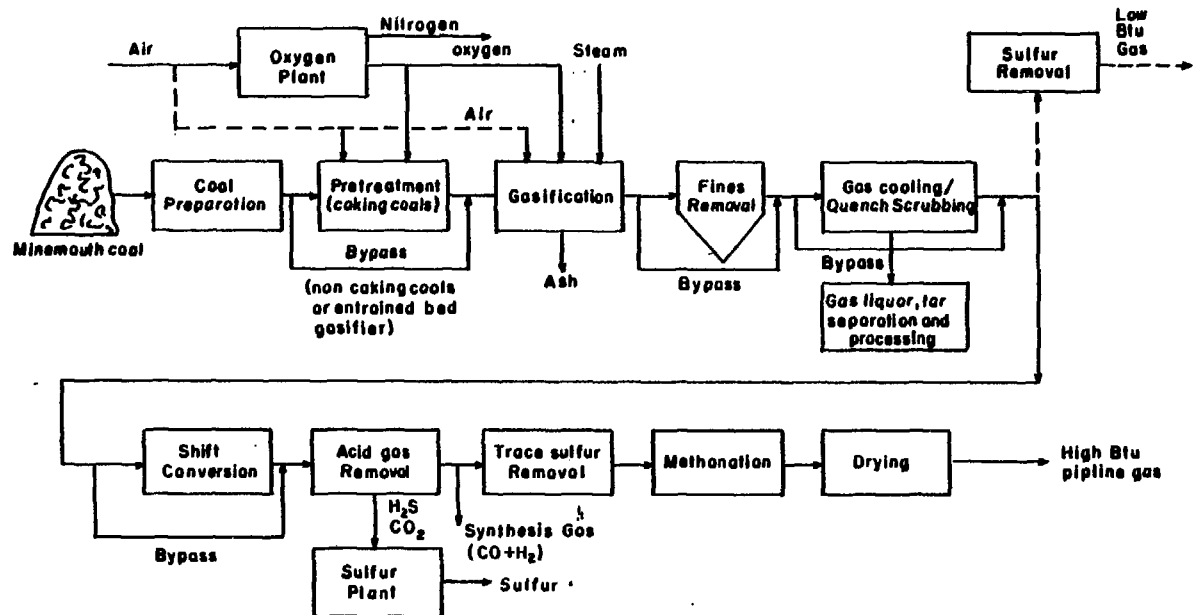 Nitrogen
Air
Oxygen
Plant
oxygen
Steam
Low
Btu
Gas
Sulfur
Removal
Air
Coal
Preparation
Pretreatment
(caking coals)
Gasification
Fines
Removal
Gas cooling/
Quench Scrubbing
Minemouth coal
Bypass
(non caking cools
or entrained bed
gasifier)
Ash
Bypass
Bypass
Gas liquor, tar
separation and
processing
Shift
Conversion
Acid gas
Removal
Trace sulfur
Removal
Methonation
Drying
High Btu
pipline gas
H2S
CO2
Synthesis Gas
(CO+H2)
Bypass
Sulfur
Plant
Sulfur